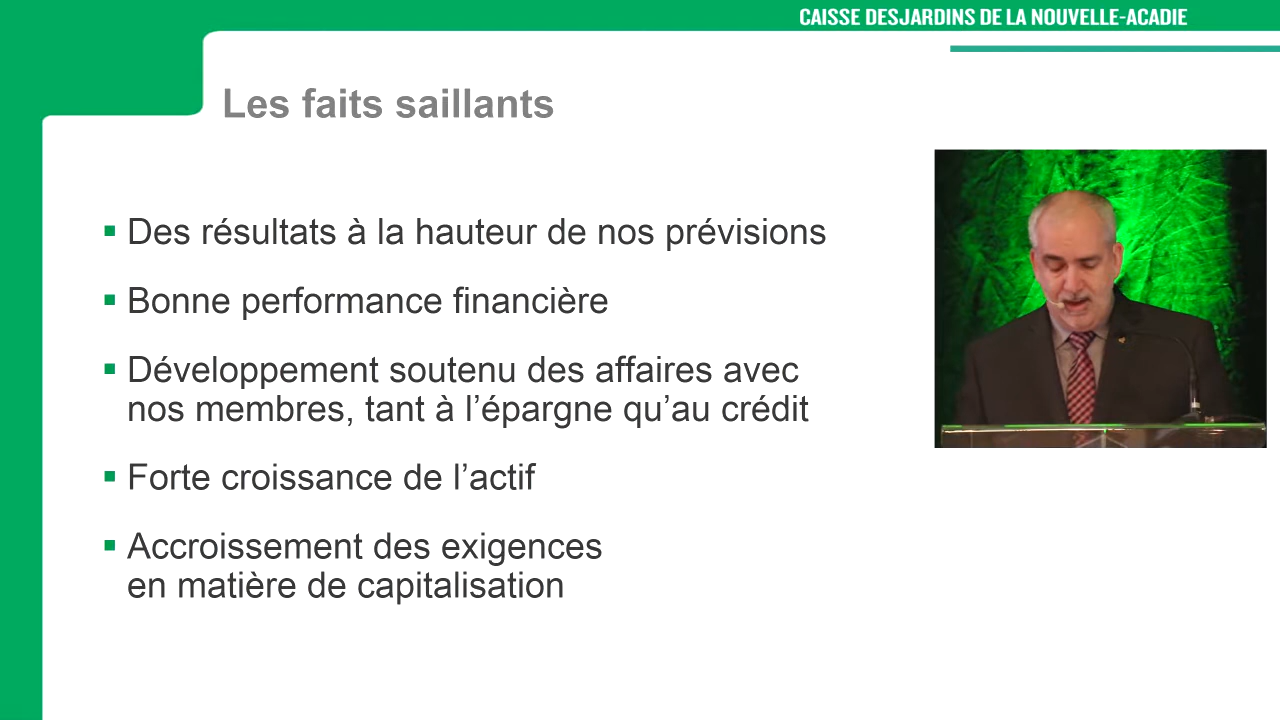 CAISSE DESJARDINS DE LA NOUVELLE-ACADIE
Les faits saillants
▪ Des résultats à la hauteur de nos prévisions
▪ Bonne performance financière
▪ Développement soutenu des affaires avec
nos membres, tant à l’épargne qu’au crédit
▪ Forte croissance de l’actif
▪ Accroissement des exigences
en matière de capitalisation